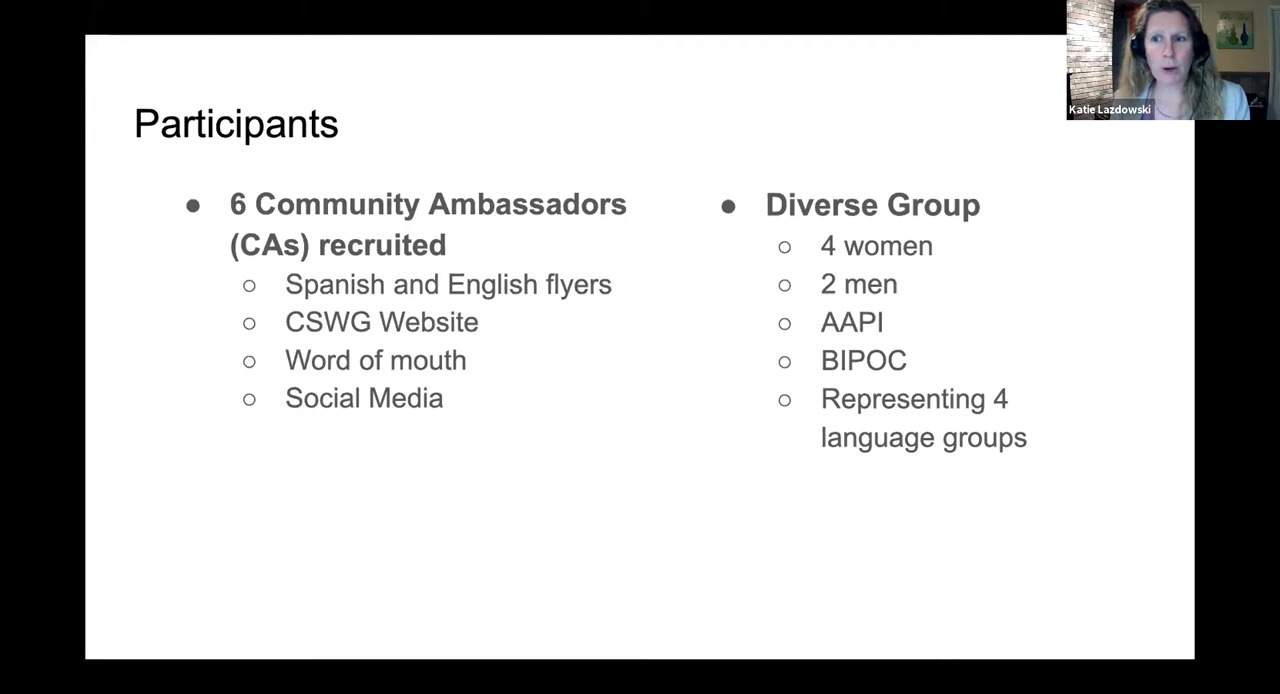 Katie Lazdowski
Participants
● 6 Community Ambassadors
(CAs) recruited
○ Spanish and English flyers
○ CSWG Website
○ Word of mouth
○ Social Media
● Diverse Group
○ 4 women
○ 2 men
○ AAPI
○ BIPOC
○ Representing 4
language groups